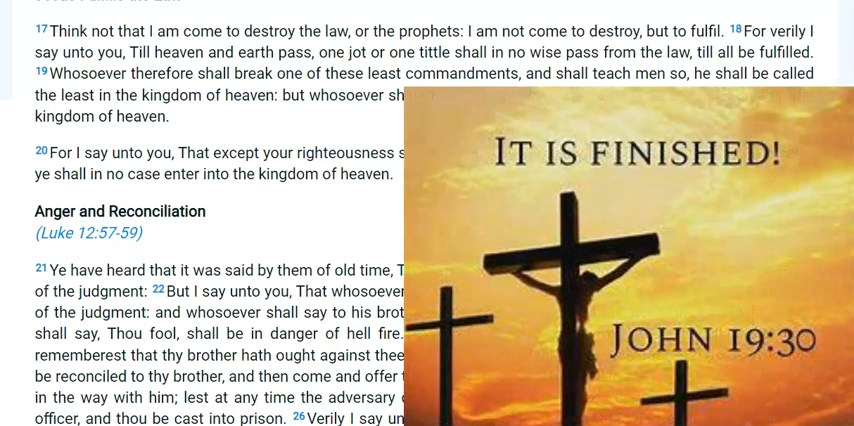 17 Think not that I am come to destroy the law, or the prophets: I am not come to destroy, but to fulfil. 18 For verily I
say unto you, Till heaven and earth pass, one jot or one tittle shall in no wise pass from the law, till all be fulfilled.
19 Whosoever therefore shall break one of these least commandments, and shall teach men so, he shall be called
the least in the kingdom of heaven: but whosoever sh
kingdom of heaven.
20 For I say unto you, That except your righteousness s
ye shall in no case enter into the kingdom of heaven.
Anger and Reconciliation
(Luke 12:57-59)
21 Ye have heard that it was said by them of old time, T
of the judgment: 22 But I say unto you, That whosoever
of the judgment: and whosoever shall say to his brot
shall say, Thou fool, shall be in danger of hell fire.
rememberest that thy brother hath ought against thee
be reconciled to thy brother, and then come and offer
in the way with him; lest at any time the adversary
officer, and thou be cast into prison. 26 Verily I say un
IT IS FINISHED!
JOHN 19:30